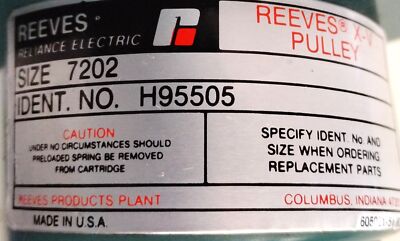 REEVES®
RELIANCE ELECTRIC
REEVES® X-V
PULLEY
SIZE 7202
IDENT. NO. H95505
CAUTION
UNDER NO CIRCUMSTANCES SHOULD
PRELOADED SPRING BE REMOVED
FROM CARTRIDGE
SPECIFY IDENT. No AND
SIZE WHEN ORDERING
REPLACEMENT PARTS
REEVES PRODUCTS PLANT
COLUMBUS, INDIANA
MADE IN U.S.A.